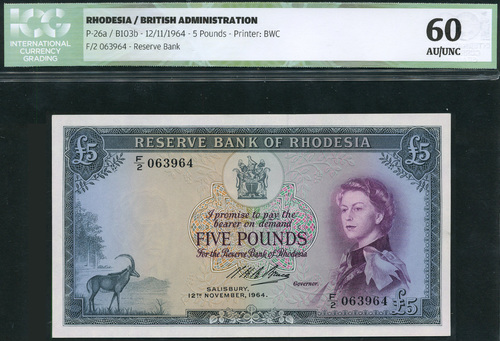 ICG
INTERNATIONAL
CURRENCY
GRADING
RHODESIA / BRITISH ADMINISTRATION
P-26a / B103b - 12/11/1964 - 5 Pounds - Printer: BWC
F/2 063964 - Reserve Bank
60
AU/UNC
£5
RESERVE BANK OF RHODESIA
£5
F/2 063964
I promise to pay the
bearer on demand
FIVE POUNDS
For the Reserve Bank of Rhodesia
SALISBURY,
12TH NOVEMBER, 1964.
Governor.
F/2 063964
£5